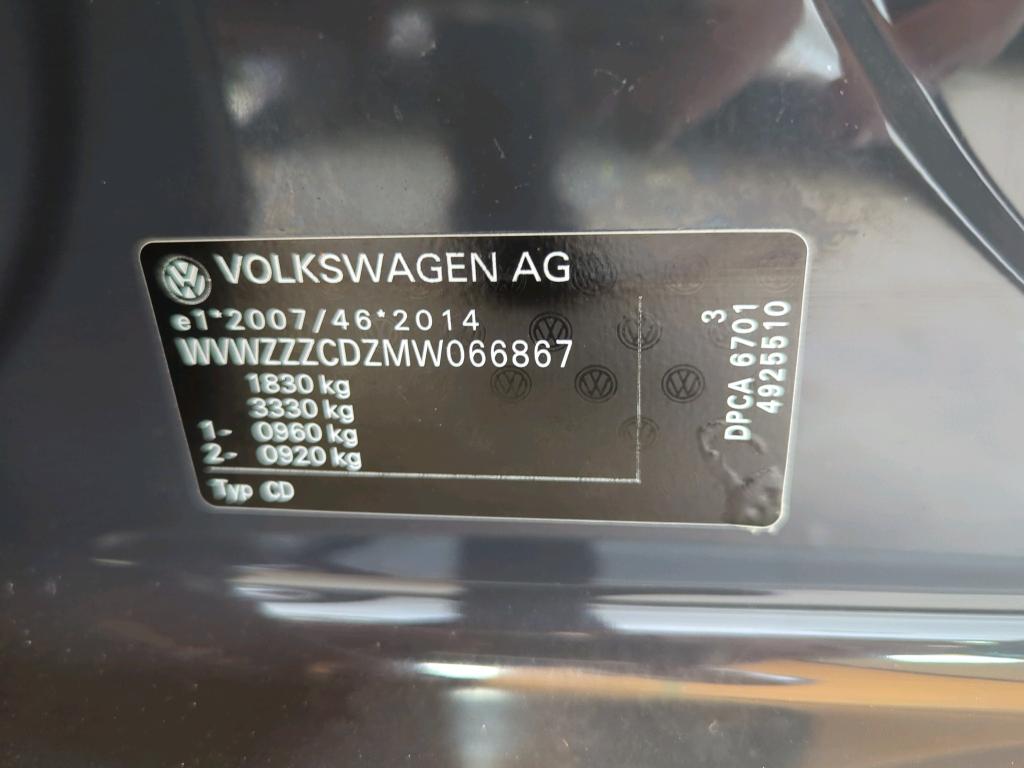 VOLKSWAGEN AG
e1*2007/46*2014
WVWZZZCDZMW066867
1830 kg
3330 kg
1- 0960 kg
2- 0920 kg
Typ CD
3
DPCA 6701
4925510